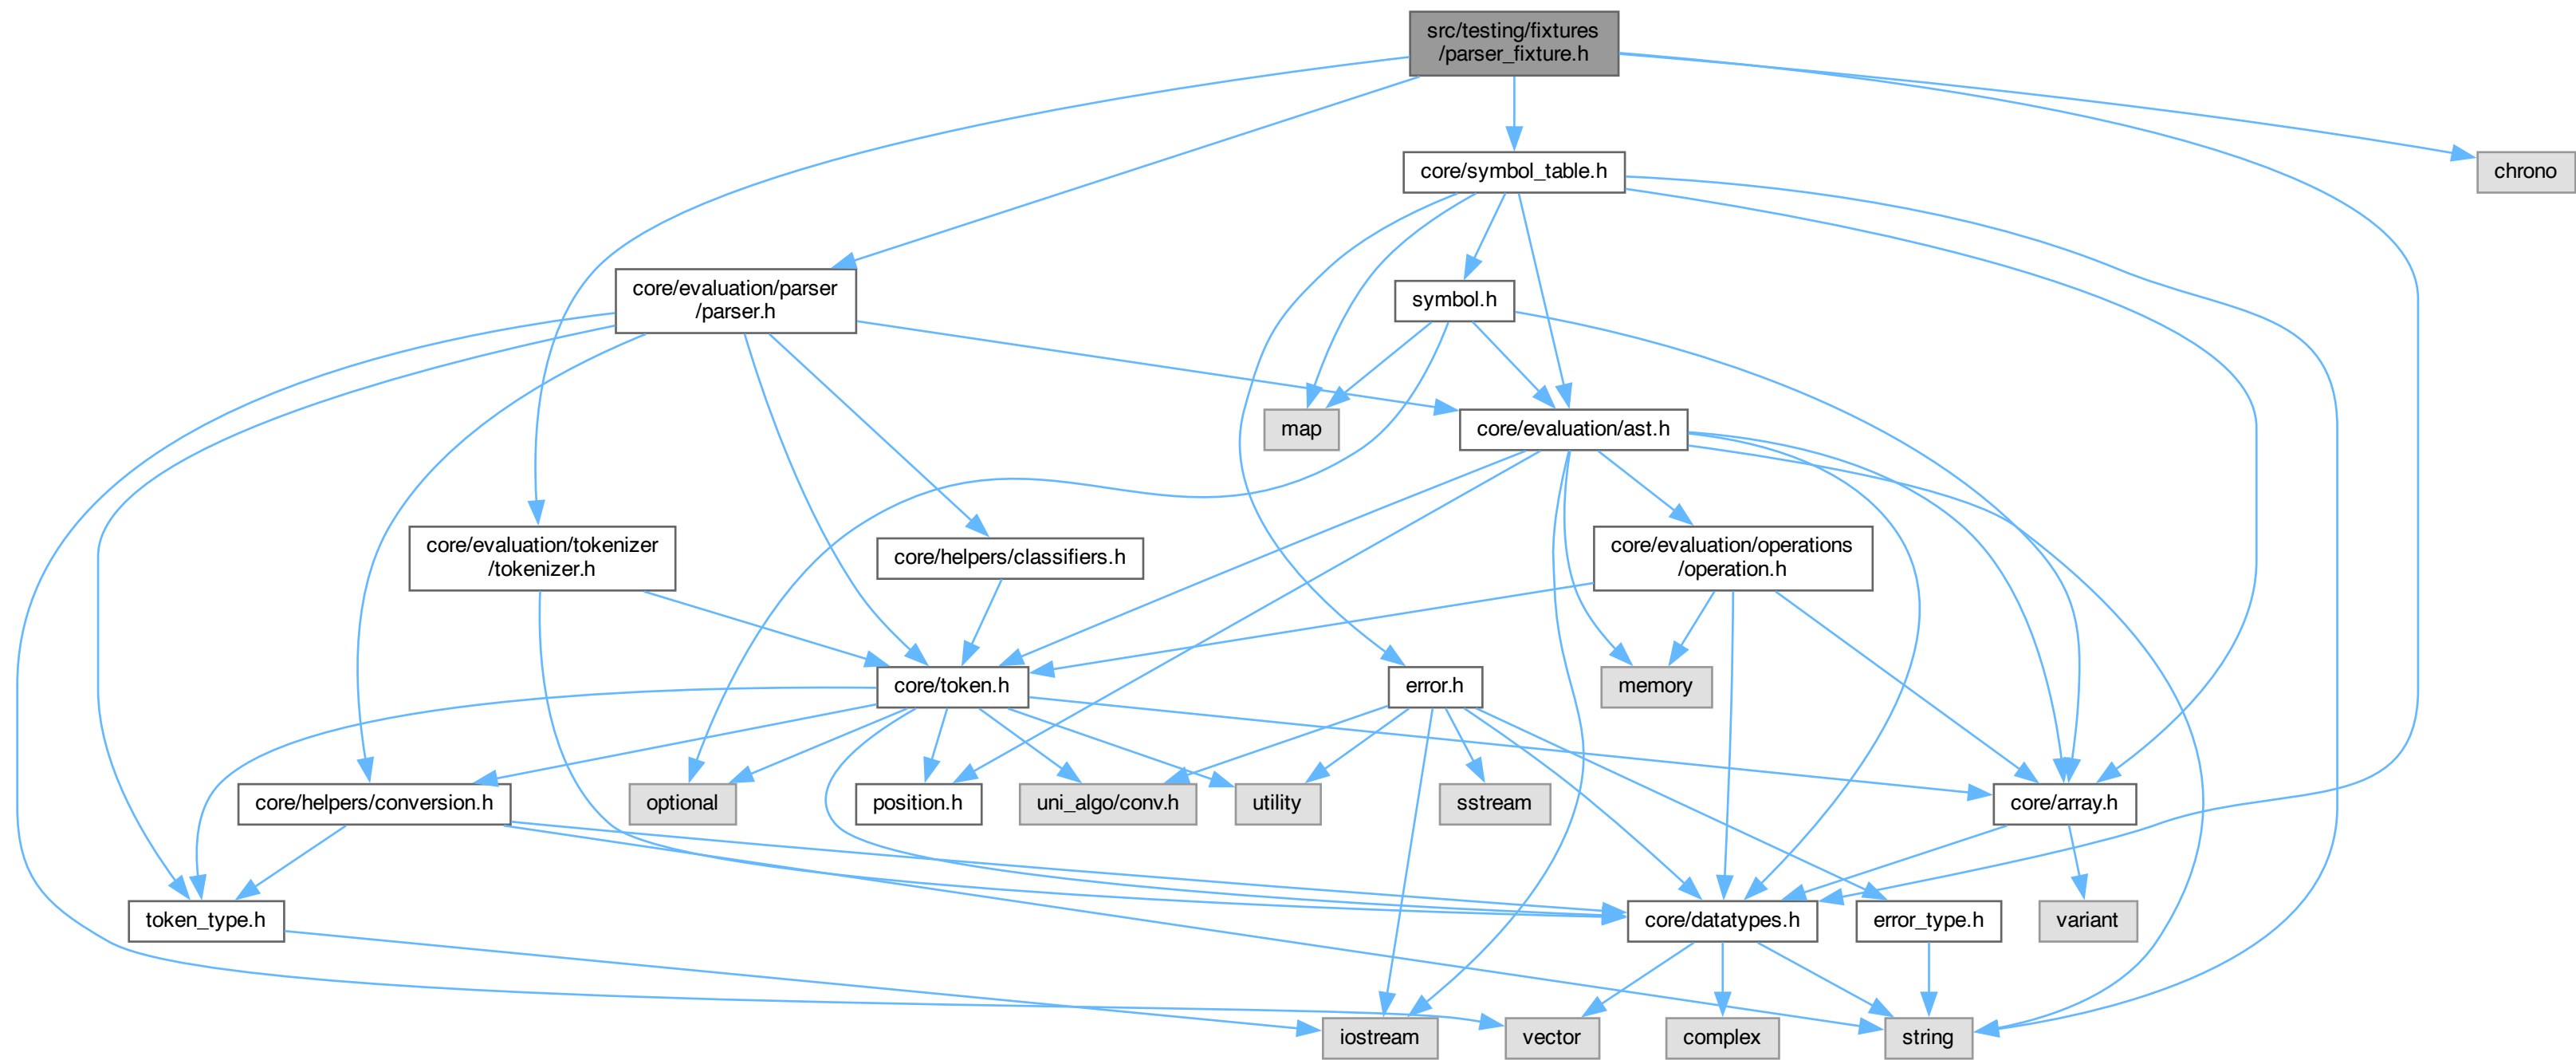 src/testing/fixtures
/parser_fixture.h
core/symbol_table.h
chrono
core/evaluation/parser
/parser.h
symbol.h
map
core/evaluation/ast.h
core/evaluation/tokenizer
/tokenizer.h
core/helpers/classifiers.h
core/evaluation/operations
/operation.h
core/token.h
error.h
memory
core/helpers/conversion.h
optional
position.h
uni_algo/conv.h
utility
sstream
core/array.h
token_type.h
core/datatypes.h
error_type.h
variant
iostream
vector
complex
string